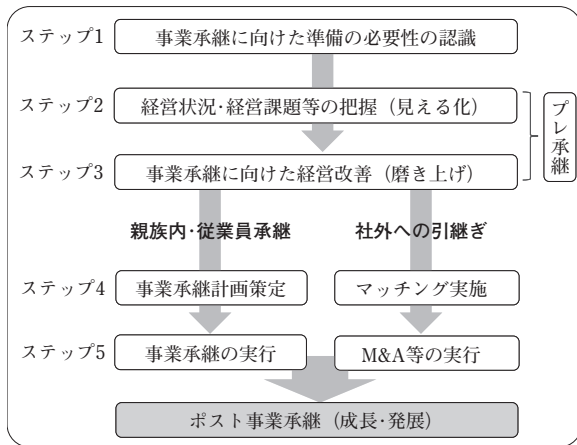 ステップ1
事業承継に向けた準備の必要性の認識
ステップ2
経営状況・経営課題等の把握（見える化）
プレ承継
ステップ3
事業承継に向けた経営改善（磨き上げ）
親族内・従業員承継
社外への引継ぎ
ステップ4
事業承継計画策定
マッチング実施
ステップ5
事業承継の実行
M&A等の実行
ポスト事業承継（成長・発展）